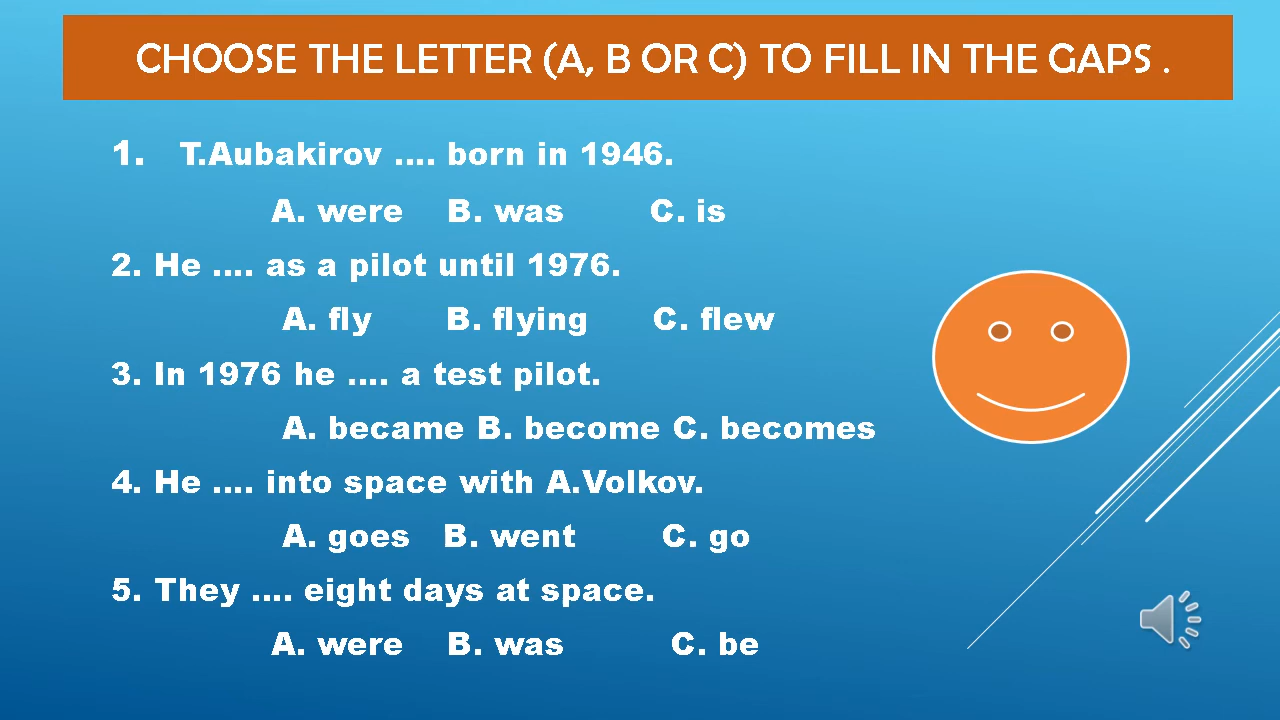 CHOOSE THE LETTER (A, B OR C) TO FILL IN THE GAPS .
1. T.Aubakirov .... born in 1946.
A. were B. was C. is
2. He .... as a pilot until 1976.
A. fly B. flying C. flew
3. In 1976 he .... a test pilot.
A. became B. become C. becomes
4. He .... into space with A.Volkov.
A. goes B. went C. go
5. They .... eight days at space.
A. were B. was C. be